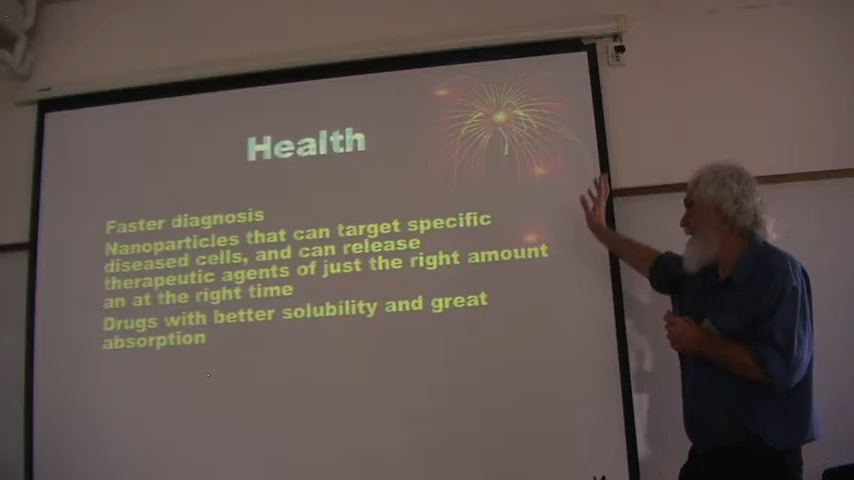 Health
Faster diagnosis
Nanoparticles that can target specific
diseased cells, and can release
therapeutic agents of just the right amount
an at the right time
Drugs with better solubility and great
absorption